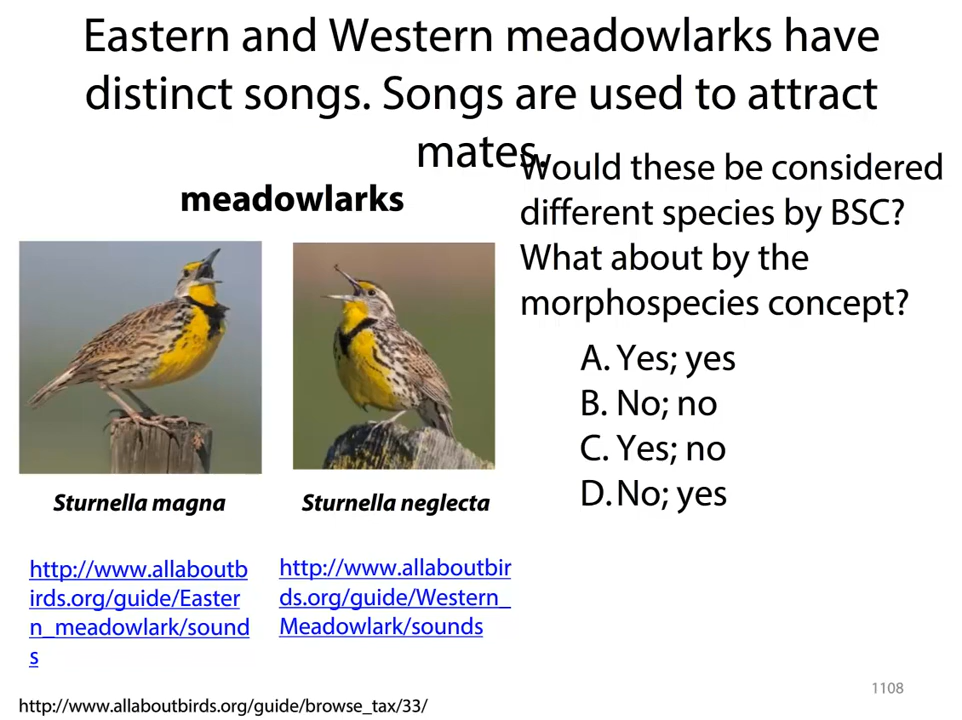 Eastern and Western meadowlarks have
distinct songs. Songs are used to attract
mates.
meadowlarks
Would these be considered
different species by BSC?
What about by the
morphospecies concept?
A. Yes; yes
B. No; no
C. Yes; no
D. No; yes
Sturnella magna
Sturnella neglecta
http://www.allaboutb
irds.org/guide/Easter
n_meadowlark/sound
s
http://www.allaboutbir
ds.org/guide/Western_
Meadowlark/sounds
1108
http://www.allaboutbirds.org/guide/browse_tax/33/